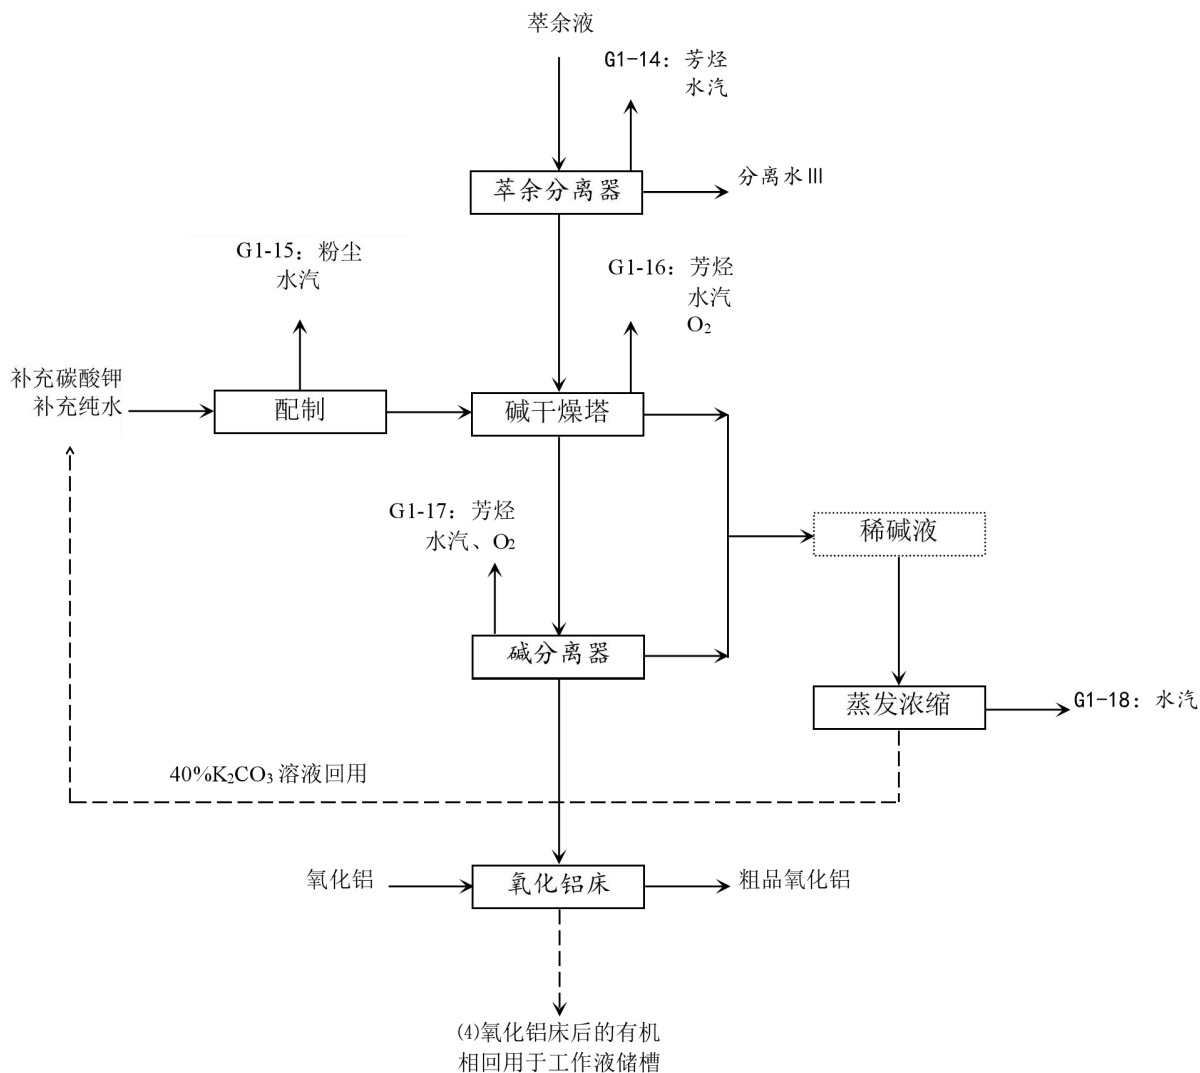 萃余液
G1-14：芳烃
水汽
萃余分离器
分离水Ⅲ
G1-15：粉尘
水汽
G1-16：芳烃
水汽
O₂
补充碳酸钾
补充纯水
配制
碱干燥塔
G1-17：芳烃
水汽、O₂
稀碱液
碱分离器
蒸发浓缩
G1-18：水汽
40%K₂CO₃溶液回用
氧化铝
氧化铝床
粗品氧化铝
⑷氧化铝床后的有机
相回用于工作液储槽